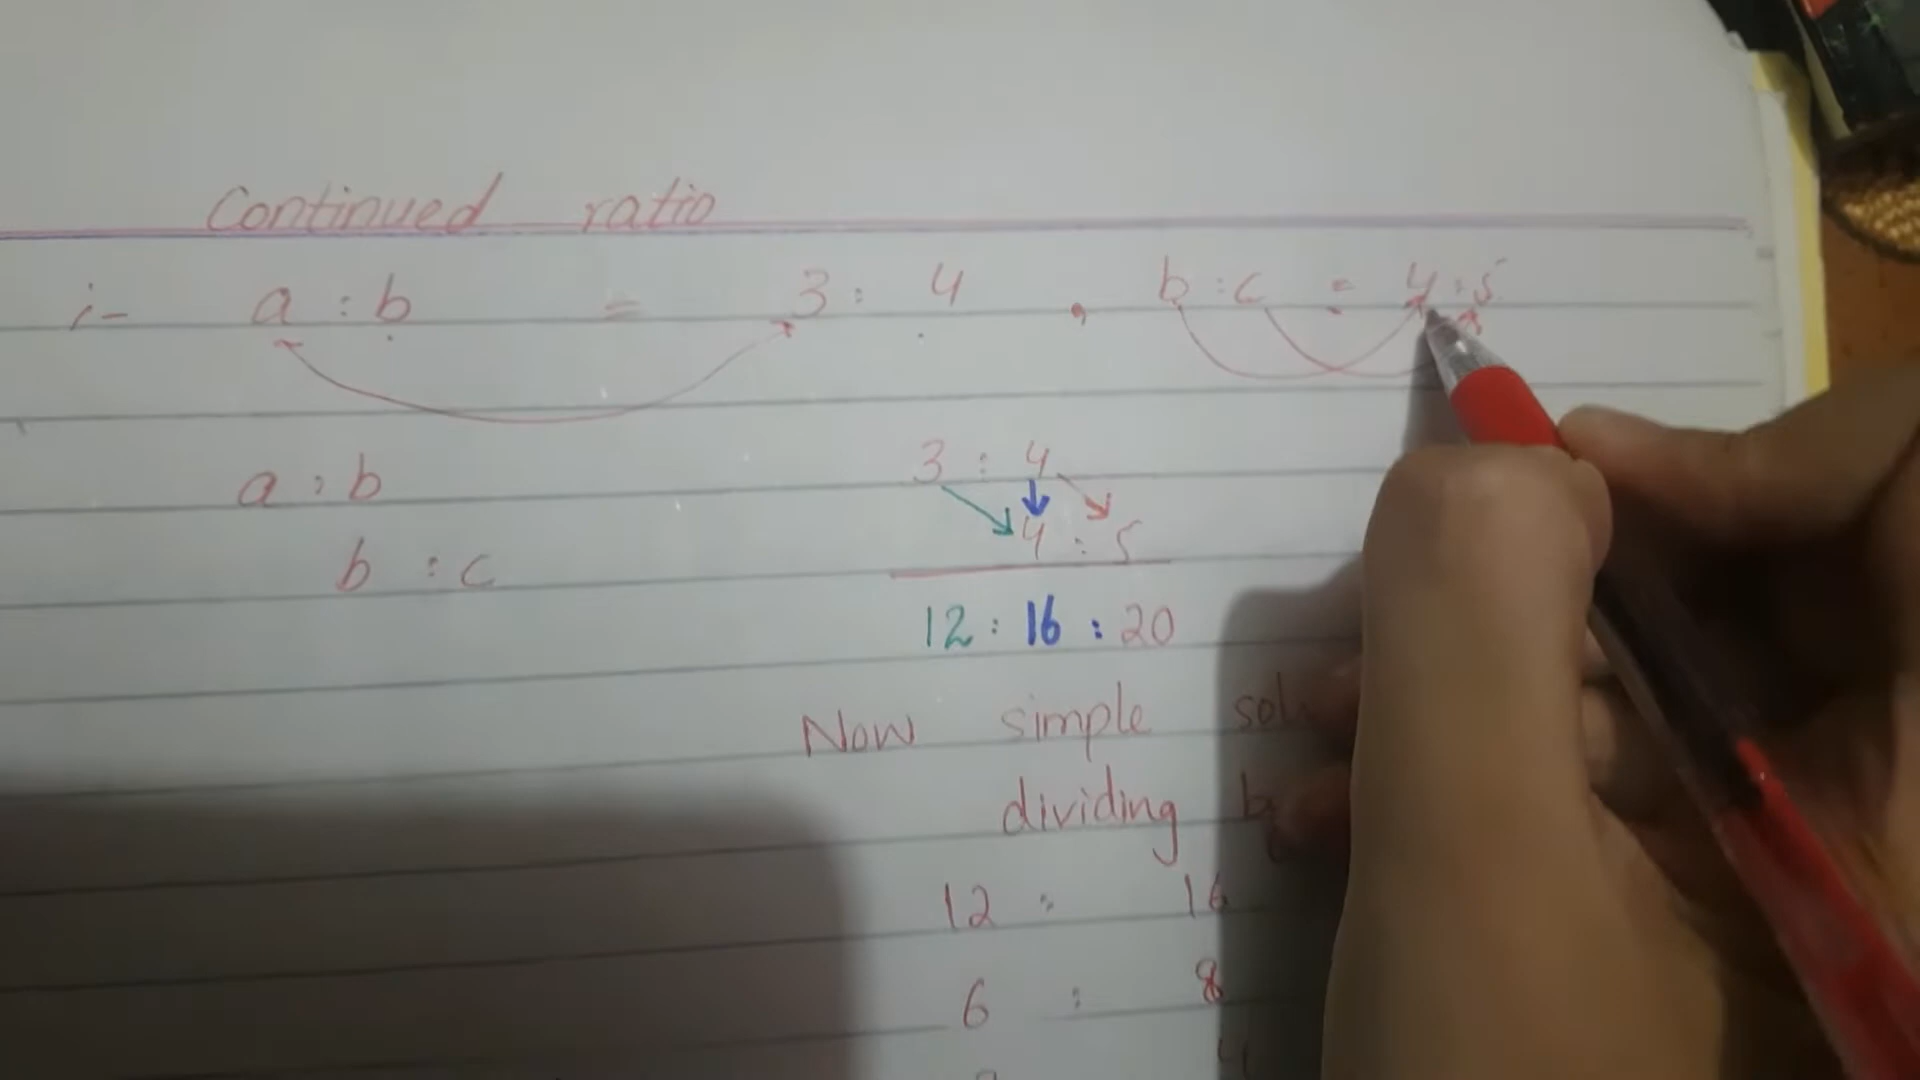 Continued ratio
i- a : b = 3 : 4 , b : c = 4 : 5
a : b 3 : 4
b : c 4 : 5
12 : 16 : 20
Now simple
dividing
12 : 16
6 : 8